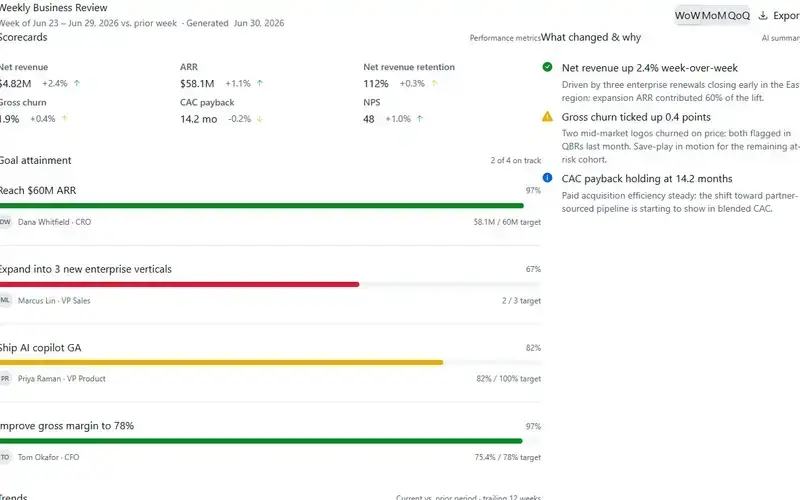 Weekly Business Review
Week of Jun 23 – Jun 29, 2026 vs. prior week · Generated Jun 30, 2026
WoW MoM QoQ
Expor
Scorecards
Performance metrics
Net revenue
$4.82M +2.4% ↑
ARR
$58.1M +1.1% ↑
Net revenue retention
112% +0.3% ↑
Gross churn
1.9% +0.4% ↑
CAC payback
14.2 mo -0.2% ↓
NPS
48 +1.0% ↑
Goal attainment
2 of 4 on track
Reach $60M ARR
97%
DW Dana Whitfield · CRO
58.1M / 60M target
Expand into 3 new enterprise verticals
67%
ML Marcus Lin · VP Sales
2 / 3 target
Ship AI copilot GA
82%
PR Priya Raman · VP Product
82% / 100% target
Improve gross margin to 78%
97%
TO Tom Okafor · CFO
75.4% / 78% target
Trends
Current vs. prior period · trailing 12 weeks
What changed & why
AI summar
Net revenue up 2.4% week-over-week
Driven by three enterprise renewals closing early in the Eas
region; expansion ARR contributed 60% of the lift.
Gross churn ticked up 0.4 points
Two mid-market logos churned on price; both flagged in
QBRs last month. Save-play in motion for the remaining at-
risk cohort.
CAC payback holding at 14.2 months
Paid acquisition efficiency steady; the shift toward partner-
sourced pipeline is starting to show in blended CAC.